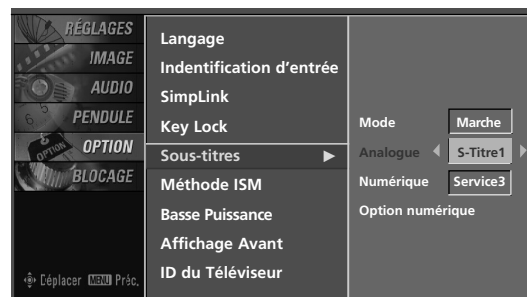 RÉGLAGES
IMAGE
AUDIO
PENDULE
OPTION
BLOCAGE
Déplacer MENU Préc.
Langage
Indentification d'entrée
SimpLink
Key Lock
Sous-titres ▶
Méthode ISM
Basse Puissance
Affichage Avant
ID du Téléviseur
Mode Marche
Analogue ◀ S-Titre1 ▶
Numérique Service3
Option numérique